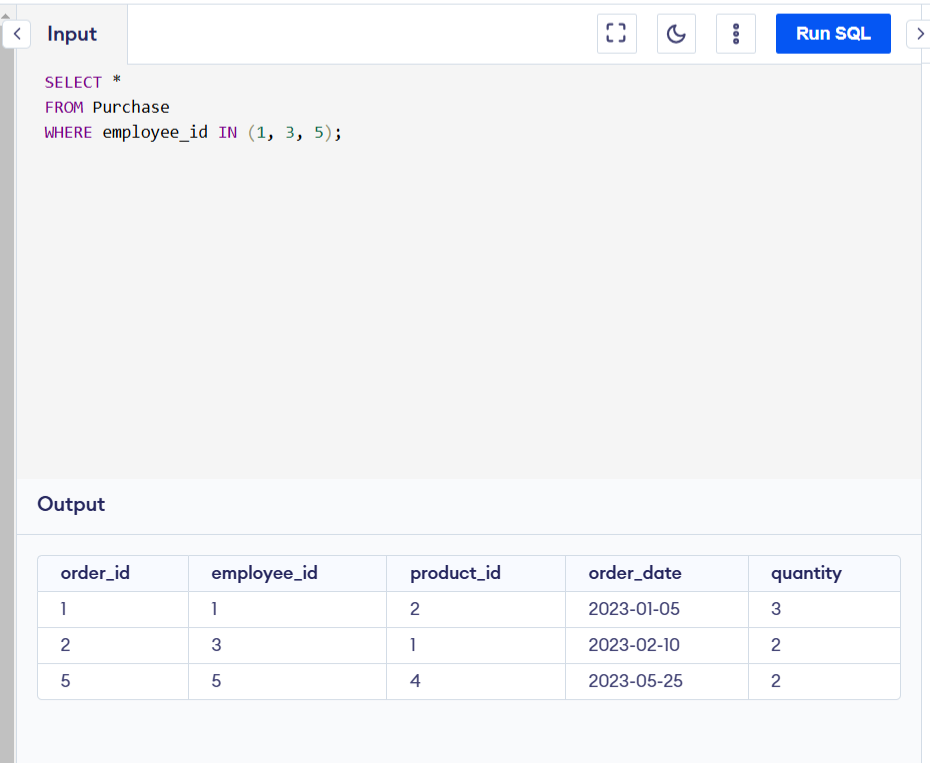 Input
Run SQL
SELECT *
FROM Purchase
WHERE employee_id IN (1, 3, 5);
Output
order_id employee_id product_id order_date quantity
1 1 2 2023-01-05 3
2 3 1 2023-02-10 2
5 5 4 2023-05-25 2